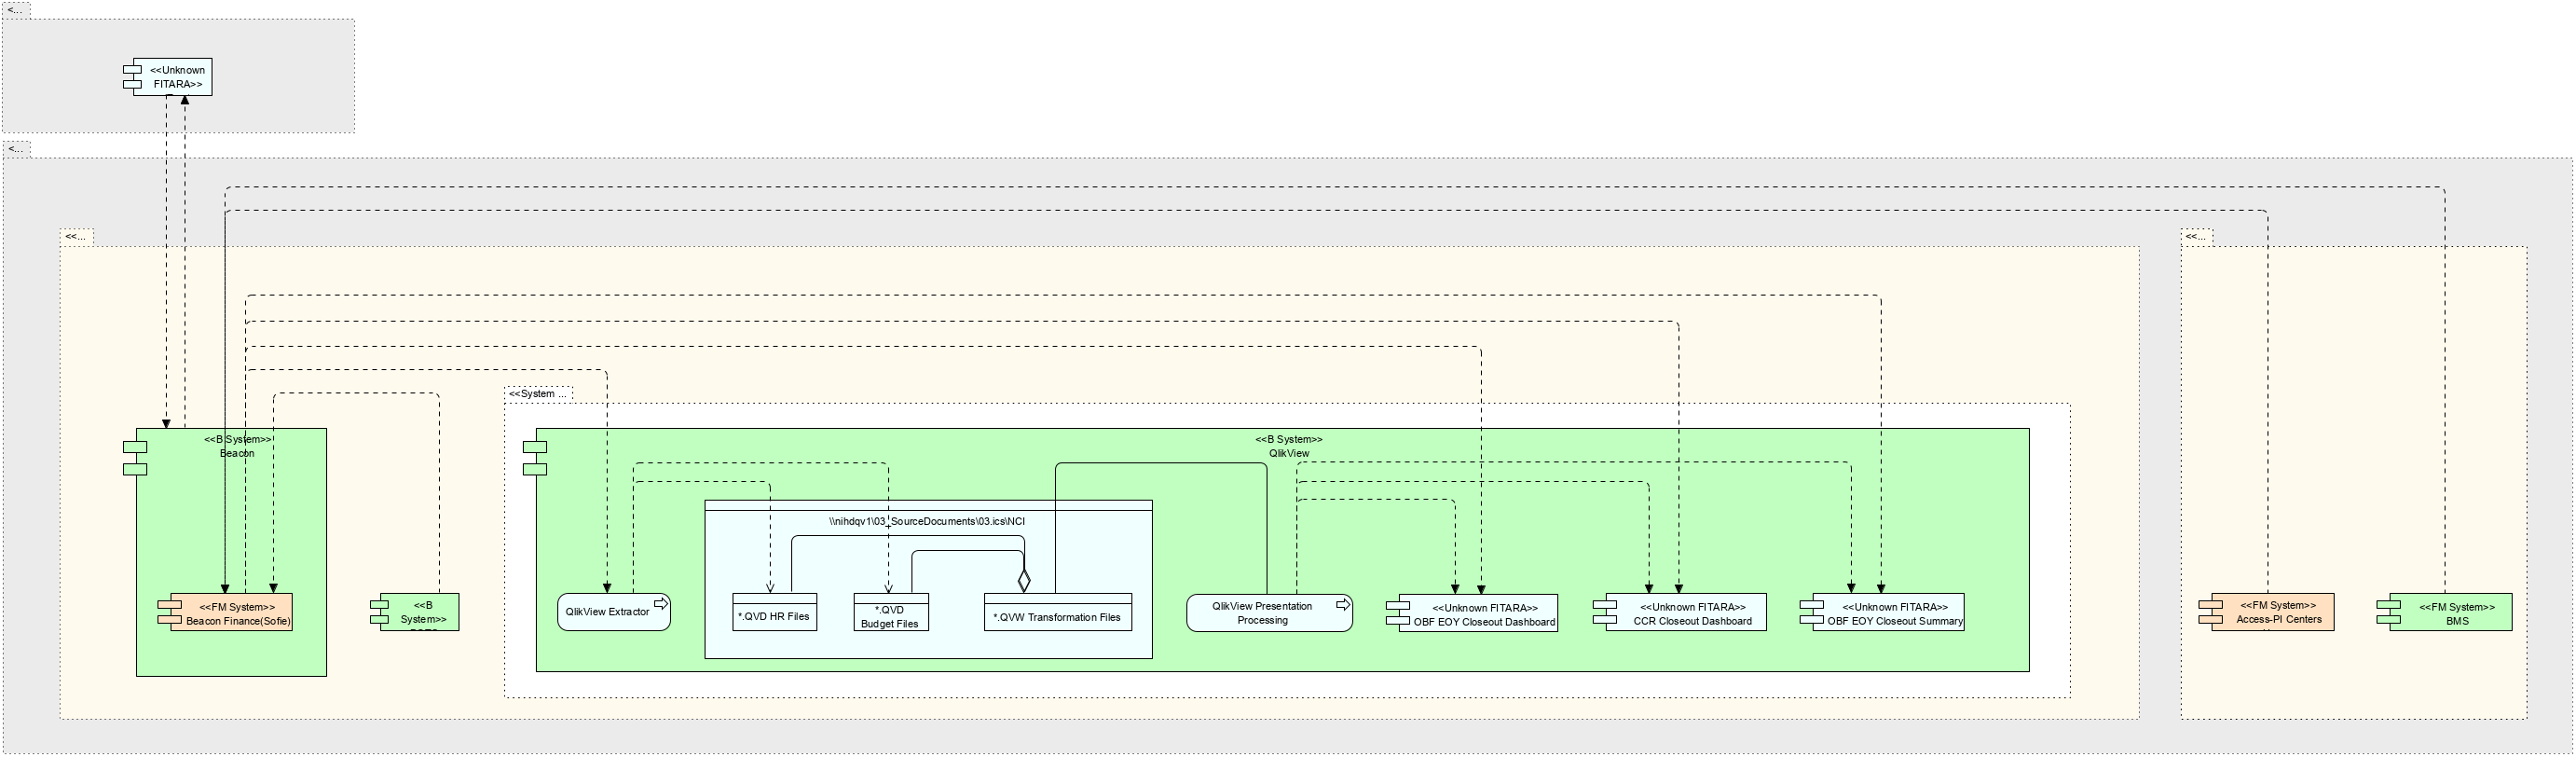 <...
<<Unknown
FITARA>>
<...
<<...
<<...
<<System ...
<<B System>>
Beacon
<<B System>>
QlikView
\\nihdqv1\03_SourceDocuments\03.ics\NCI
<<FM System>>
Beacon Finance(Sofie)
<<B
System>>
QlikView Extractor
*.QVD HR Files
*.QVD
Budget Files
*.QVW Transformation Files
QlikView Presentation
Processing
<<Unknown FITARA>>
OBF EOY Closeout Dashboard
<<Unknown FITARA>>
CCR Closeout Dashboard
<<Unknown FITARA>>
OBF EOY Closeout Summary
<<FM System>>
Access-PI Centers
<<FM System>>
BMS